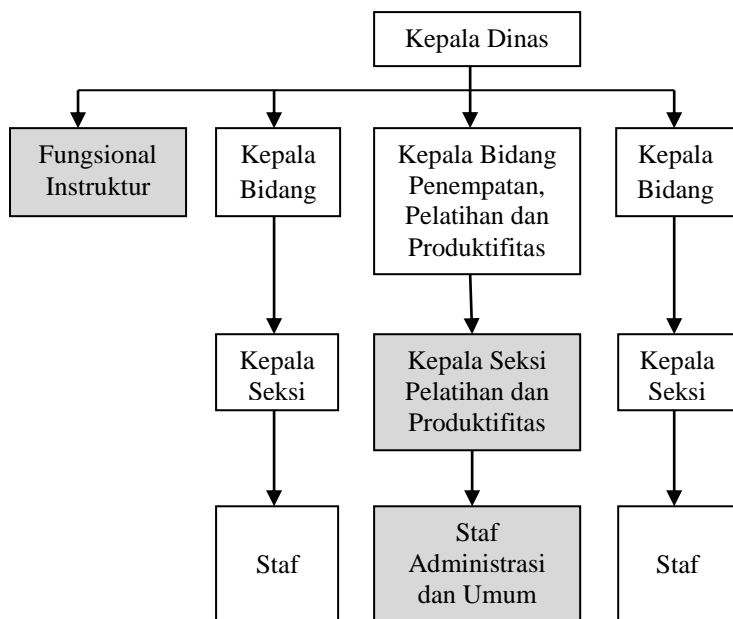 Kepala Dinas
Fungsional
Instruktur
Kepala
Bidang
Kepala Bidang
Penempatan,
Pelatihan dan
Produktifitas
Kepala
Bidang
Kepala
Seksi
Kepala Seksi
Pelatihan dan
Produktifitas
Kepala
Seksi
Staf
Staf
Administrasi
dan Umum
Staf